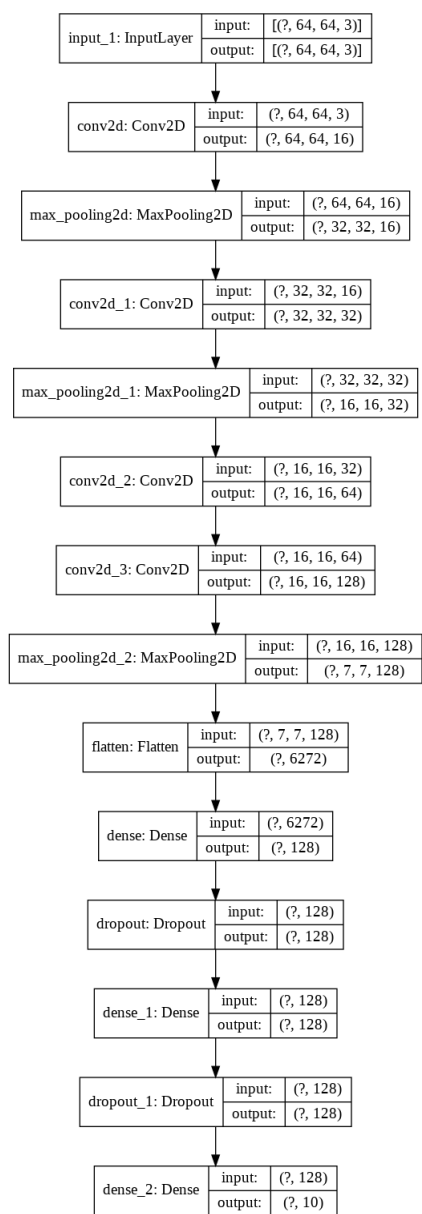 input_1: InputLayer
input: [(?, 64, 64, 3)]
output: [(?, 64, 64, 3)]
conv2d: Conv2D
input: (?, 64, 64, 3)
output: (?, 64, 64, 16)
max_pooling2d: MaxPooling2D
input: (?, 64, 64, 16)
output: (?, 32, 32, 16)
conv2d_1: Conv2D
input: (?, 32, 32, 16)
output: (?, 32, 32, 32)
max_pooling2d_1: MaxPooling2D
input: (?, 32, 32, 32)
output: (?, 16, 16, 32)
conv2d_2: Conv2D
input: (?, 16, 16, 32)
output: (?, 16, 16, 64)
conv2d_3: Conv2D
input: (?, 16, 16, 64)
output: (?, 16, 16, 128)
max_pooling2d_2: MaxPooling2D
input: (?, 16, 16, 128)
output: (?, 7, 7, 128)
flatten: Flatten
input: (?, 7, 7, 128)
output: (?, 6272)
dense: Dense
input: (?, 6272)
output: (?, 128)
dropout: Dropout
input: (?, 128)
output: (?, 128)
dense_1: Dense
input: (?, 128)
output: (?, 128)
dropout_1: Dropout
input: (?, 128)
output: (?, 128)
dense_2: Dense
input: (?, 128)
output: (?, 10)